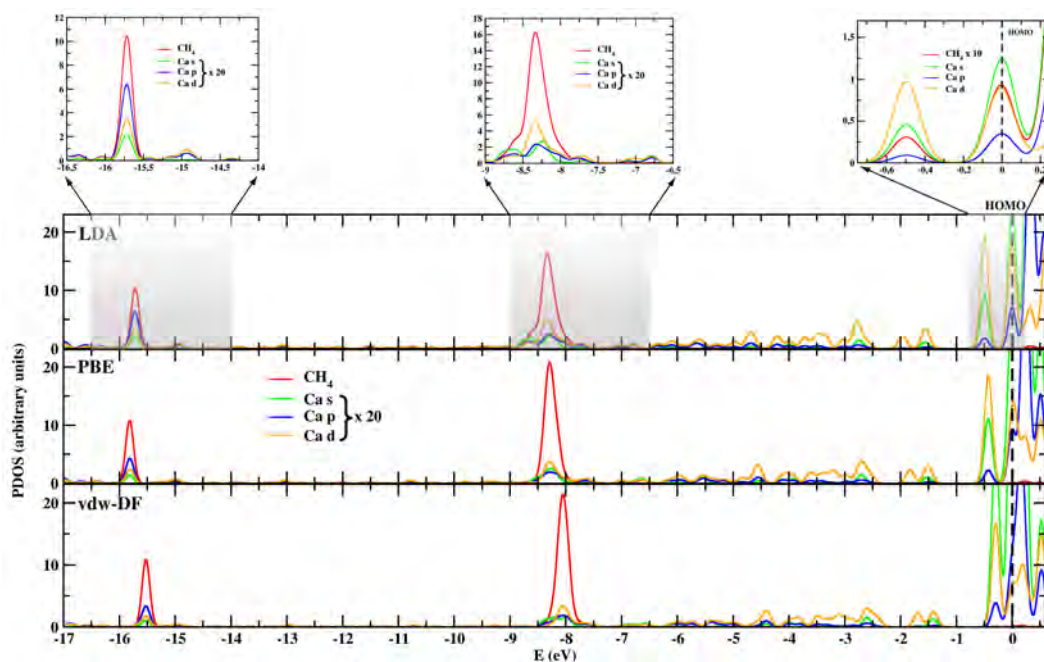 12
10
8
6
4
2
0
-16.5
-16
-15.5
-15
-14.5
-14
CH4
Ca s
Ca p
Ca d
} x 20
18
16
14
12
10
8
6
4
2
0
-9
-8.5
-8
-7.5
-7
-6.5
CH4
Ca s
Ca p
Ca d
} x 20
1,5
1
0,5
0
-0,6
-0,4
-0,2
0
0,2
HOMO
CH4 x 10
Ca s
Ca p
Ca d
HOMO
LDA
20
10
0
PBE
20
10
0
CH4
Ca s
Ca p
Ca d
} x 20
vdw-DF
20
10
0
PDOS (arbitrary units)
-17 -16 -15 -14 -13 -12 -11 -10 -9 -8 -7 -6 -5 -4 -3 -2 -1 0
E (eV)